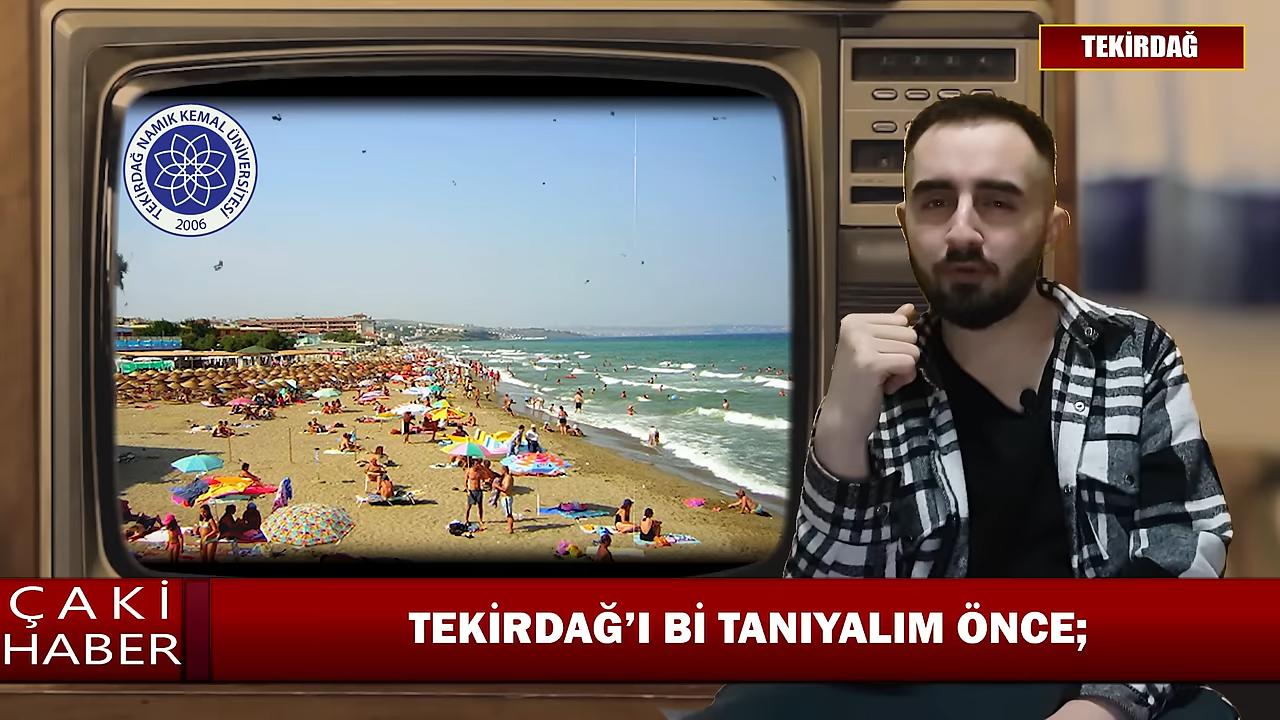 TEKİRDAĞ
TEKİRDAĞ NAMIK KEMAL ÜNİVERSİTESİ
2006
ÇAKİ
HABER
TEKİRDAĞ'I Bİ TANIYALIM ÖNCE;